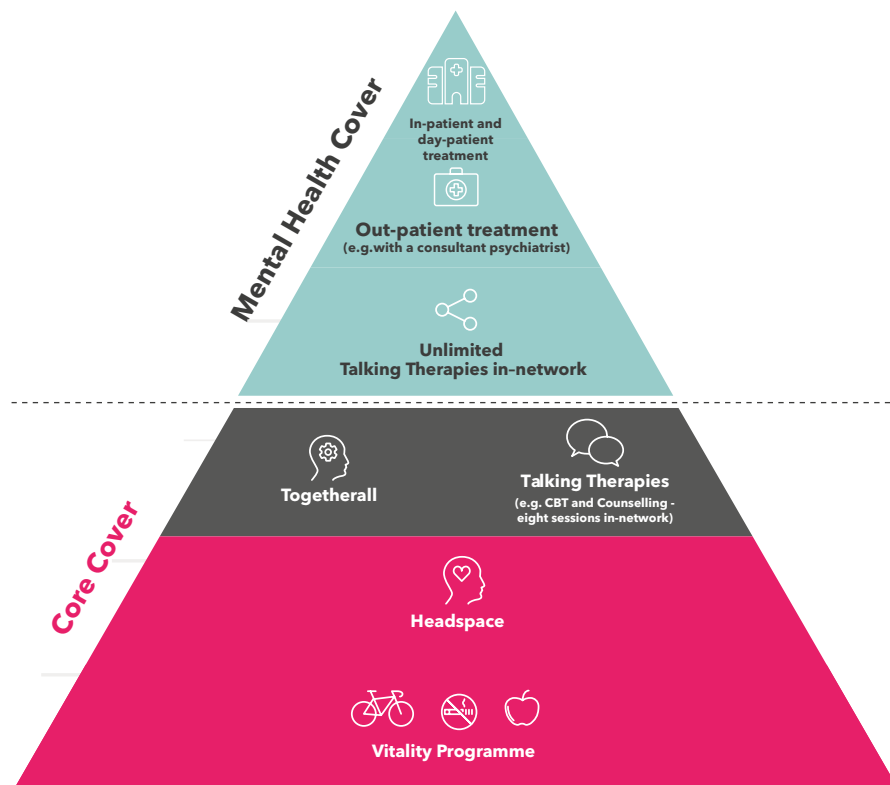 Mental Health Cover
In-patient and
day-patient
treatment
Out-patient treatment
(e.g.with a consultant psychiatrist)
Unlimited
Talking Therapies in-network
Core Cover
Togetherall
Talking Therapies
(e.g. CBT and Counselling -
eight sessions in-network)
Headspace
Vitality Programme